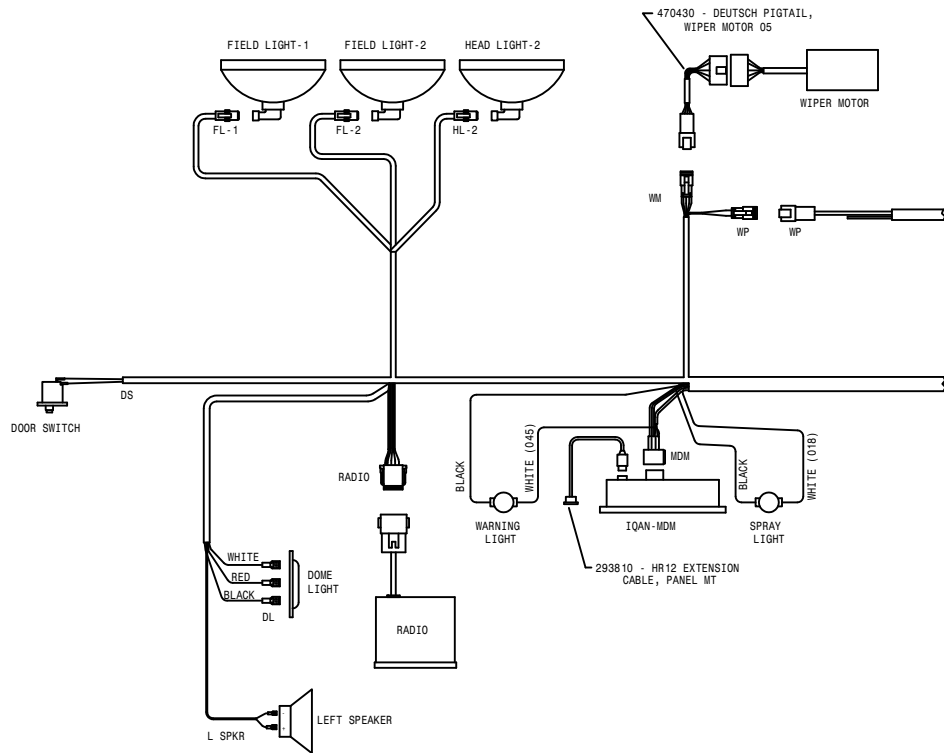 470430 - DEUTSCH PIGTAIL,
WIPER MOTOR 05
FIELD LIGHT-1
FIELD LIGHT-2
HEAD LIGHT-2
WIPER MOTOR
FL-1
FL-2
HL-2
WM
WP
WP
DS
DOOR SWITCH
RADIO
BLACK
WHITE (045)
MDM
BLACK
WHITE (018)
WARNING
LIGHT
IQAN-MDM
SPRAY
LIGHT
293810 - HR12 EXTENSION
CABLE, PANEL MT
WHITE
RED
BLACK
DOME
LIGHT
DL
RADIO
-
+
LEFT SPEAKER
L SPKR